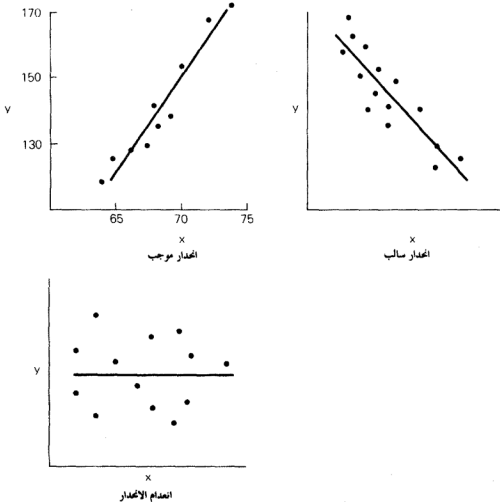 170
150
130
y
65 70 75
x
انحدار موجب
y
x
انحدار سالب
y
x
انعدام الانحدار